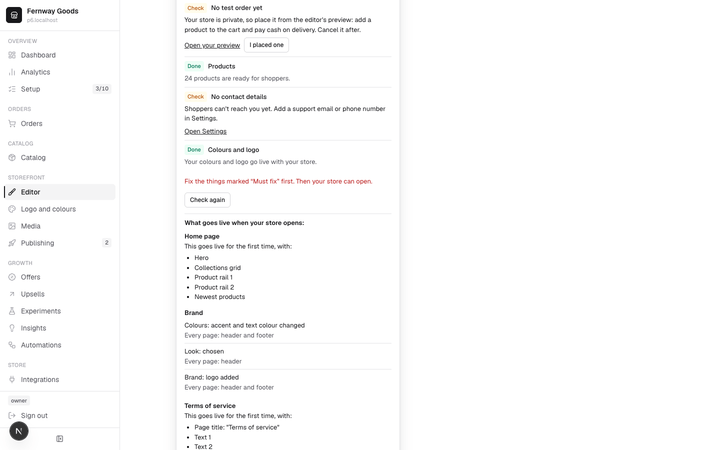 Fernway Goods
a6.localhost
OVERVIEW
Dashboard
Analytics
Setup 3/10
ORDERS
Orders
CATALOG
Catalog
STOREFRONT
Editor
Logo and colours
Media
Publishing 2
GROWTH
Offers
Upsells
Experiments
Insights
Automations
STORE
Integrations
owner
Sign out
N
Check No test order yet
Your store is private, so place it from the editor's preview: add a
product to the cart and pay cash on delivery. Cancel it after.
Open your preview I placed one
Done Products
24 products are ready for shoppers.
Check No contact details
Shoppers can't reach you yet. Add a support email or phone number
in Settings.
Open Settings
Done Colours and logo
Your colours and logo go live with your store.
Fix the things marked "Must fix" first. Then your store can open.
Check again
What goes live when your store opens:
Home page
This goes live for the first time, with:
• Hero
• Collections grid
• Product rail 1
• Product rail 2
• Newest products
Brand
Colours: accent and text colour changed
Every page: header and footer
Look: chosen
Every page: header
Brand: logo added
Every page: header and footer
Terms of service
This goes live for the first time, with:
• Page title: "Terms of service"
• Text 1
• Text 2